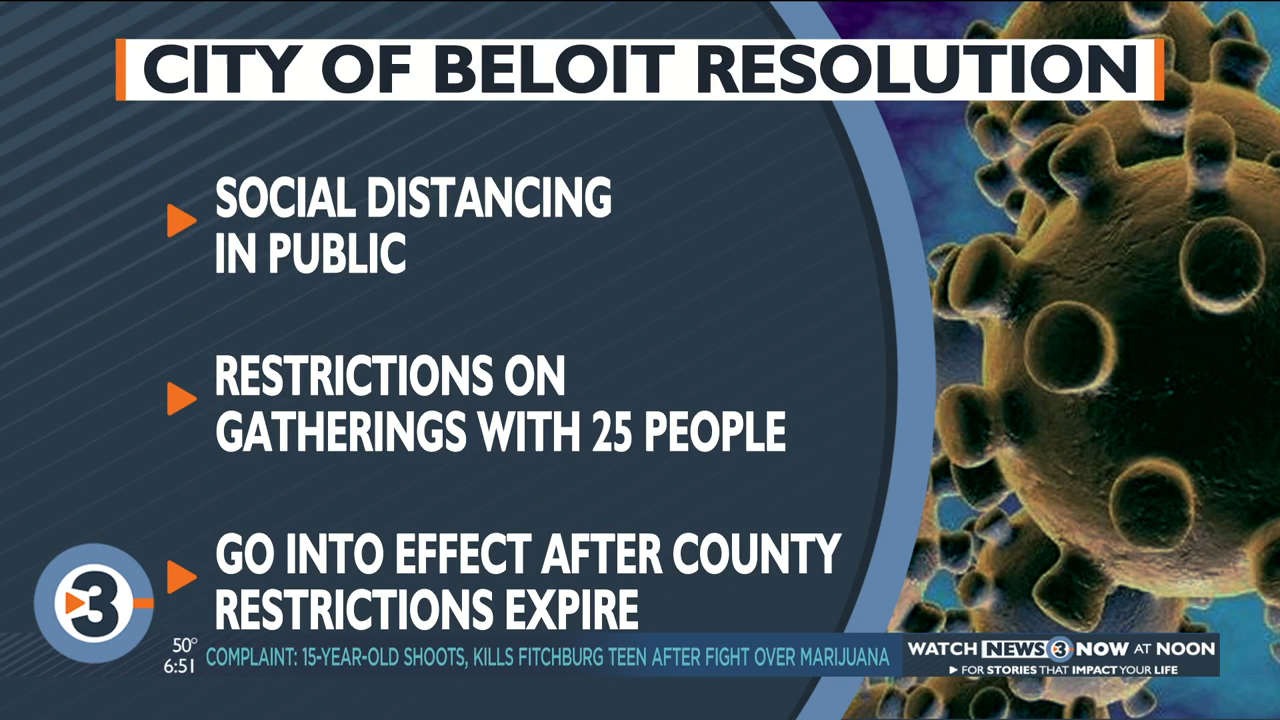 CITY OF BELOIT RESOLUTION
SOCIAL DISTANCING
IN PUBLIC
RESTRICTIONS ON
GATHERINGS WITH 25 PEOPLE
GO INTO EFFECT AFTER COUNTY
RESTRICTIONS EXPIRE
3
50°
6:51
COMPLAINT: 15-YEAR-OLD SHOOTS, KILLS FITCHBURG TEEN AFTER FIGHT OVER MARIJUANA
WATCH NEWS 3 NOW AT NOON
FOR STORIES THAT IMPACT YOUR LIFE